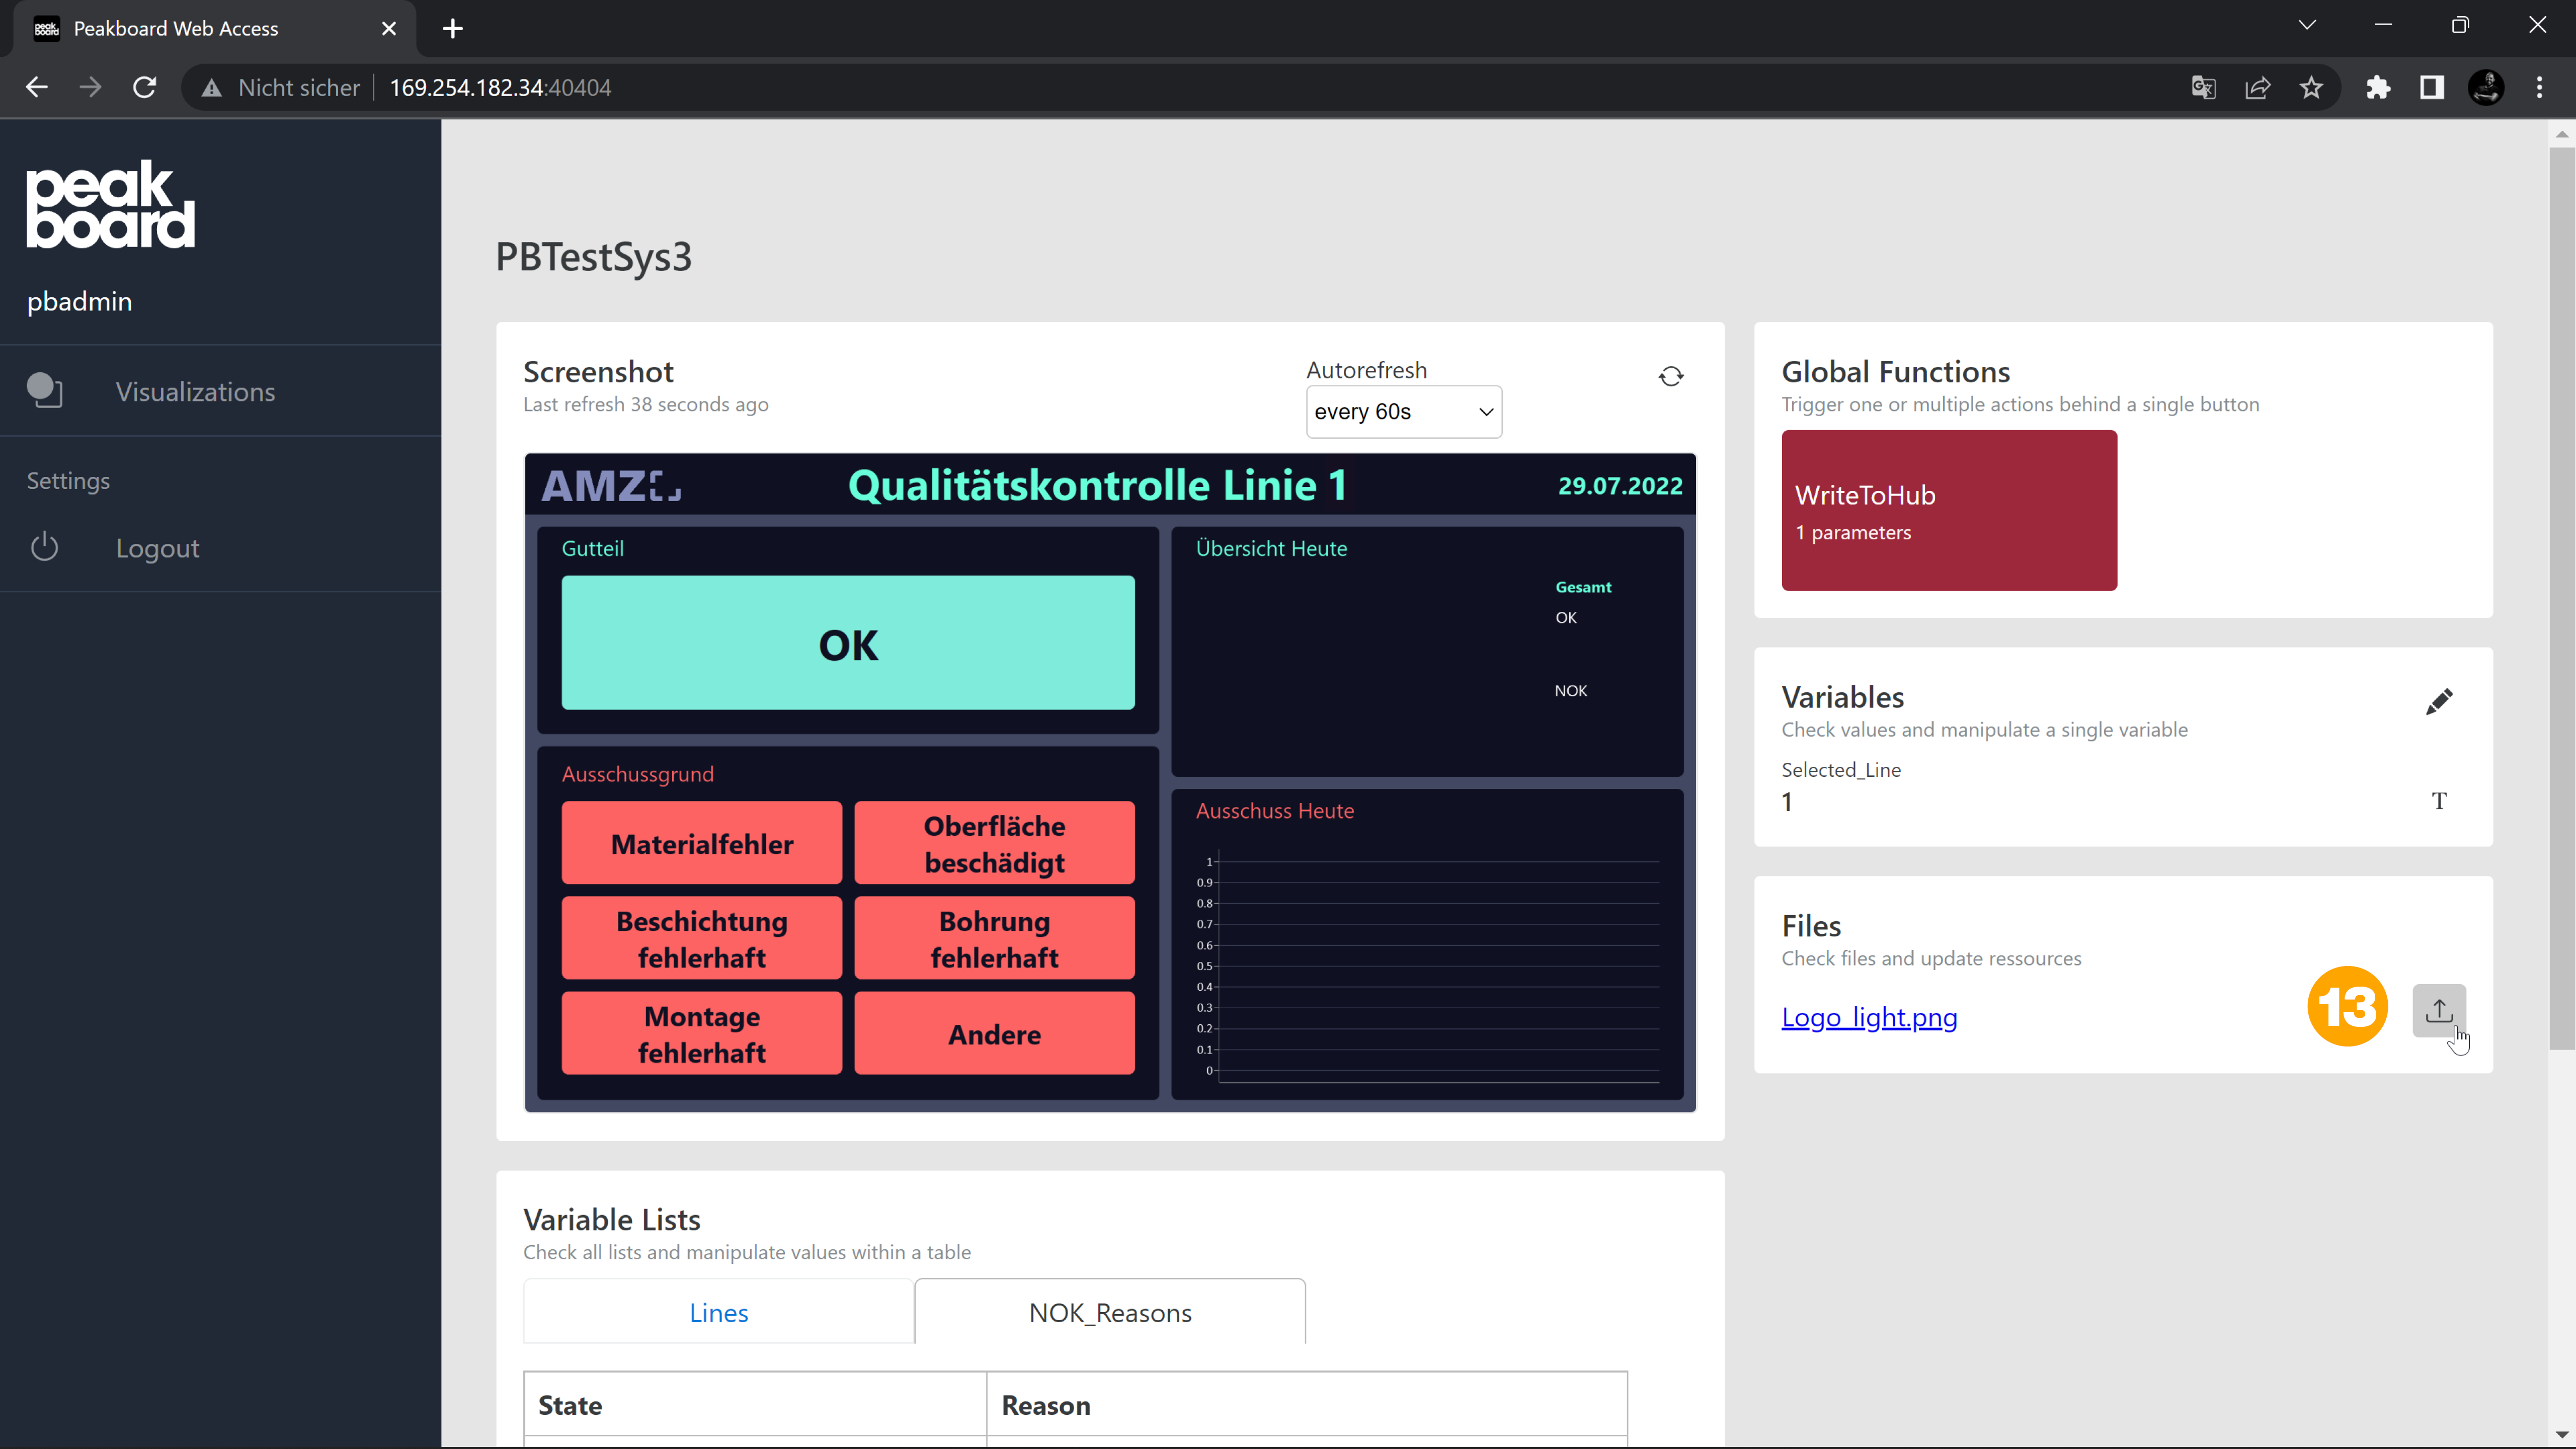 Peakboard Web Access
Nicht sicher
169.254.182.34:40404
peak
board
pbadmin
Visualizations
Settings
Logout
PBTestSys3
Screenshot
Last refresh 38 seconds ago
Autorefresh
every 60s
AMZ
Qualitätskontrolle Linie 1
29.07.2022
Gutteil
OK
Ausschussgrund
Materialfehler
Oberfläche
beschädigt
Beschichtung
fehlerhaft
Bohrung
fehlerhaft
Montage
fehlerhaft
Andere
Übersicht Heute
Gesamt
OK
NOK
Ausschuss Heute
1
0.9
0.8
0.7
0.6
0.5
0.4
0.3
0.2
0.1
0
Global Functions
Trigger one or multiple actions behind a single button
WriteToHub
1 parameters
Variables
Check values and manipulate a single variable
Selected_Line
1
T
Files
Check files and update ressources
Logo_light.png
13
Variable Lists
Check all lists and manipulate values within a table
Lines
NOK_Reasons
State
Reason